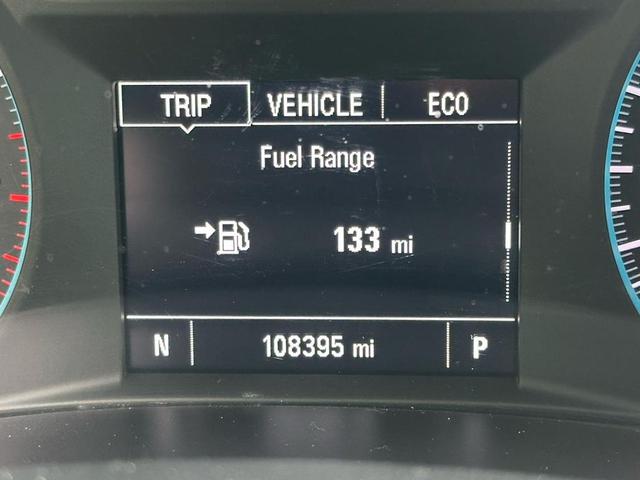 TRIP VEHICLE ECO
Fuel Range
133 mi
N 108395 mi P